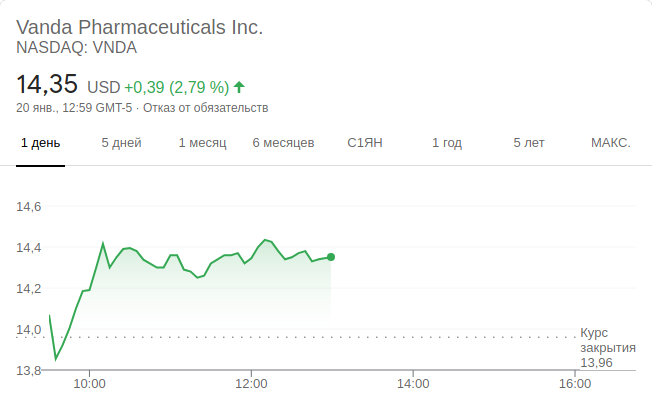 Vanda Pharmaceuticals Inc.
NASDAQ: VNDA
14,35 USD +0,39 (2,79 %)
20 янв., 12:59 GMT-5 · Отказ от обязательств
1 день 5 дней 1 месяц 6 месяцев С1ЯН 1 год 5 лет МАКС.
14,6
14,4
14,2
14,0
13,8
Курс
закрытия
13,96
10:00 12:00 14:00 16:00